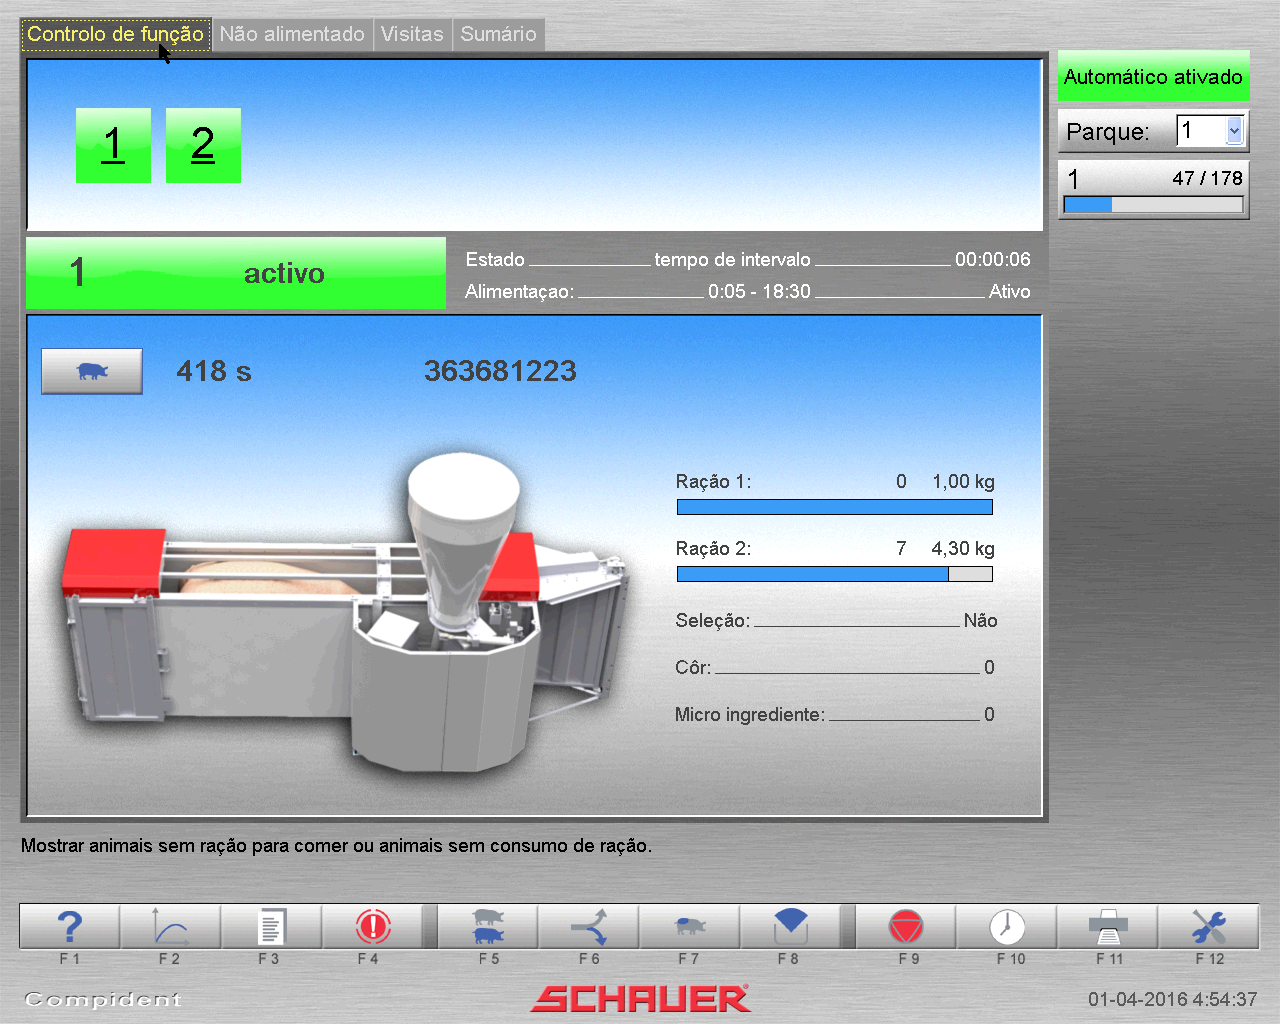 Controlo de função Não alimentado Visitas Sumário
Automático ativado
Parque: 1
1 47 / 178
1 2
1 activo
Estado tempo de intervalo 00:00:06
Alimentaçao: 0:05 - 18:30 Ativo
418 s 363681223
Ração 1: 0 1,00 kg
Ração 2: 7 4,30 kg
Seleção: Não
Côr: 0
Micro ingrediente: 0
Mostrar animais sem ração para comer ou animais sem consumo de ração.
F 1 F 2 F 3 F 4 F 5 F 6 F 7 F 8 F 9 F 10 F 11 F 12
Compident SCHAUER® 01-04-2016 4:54:37